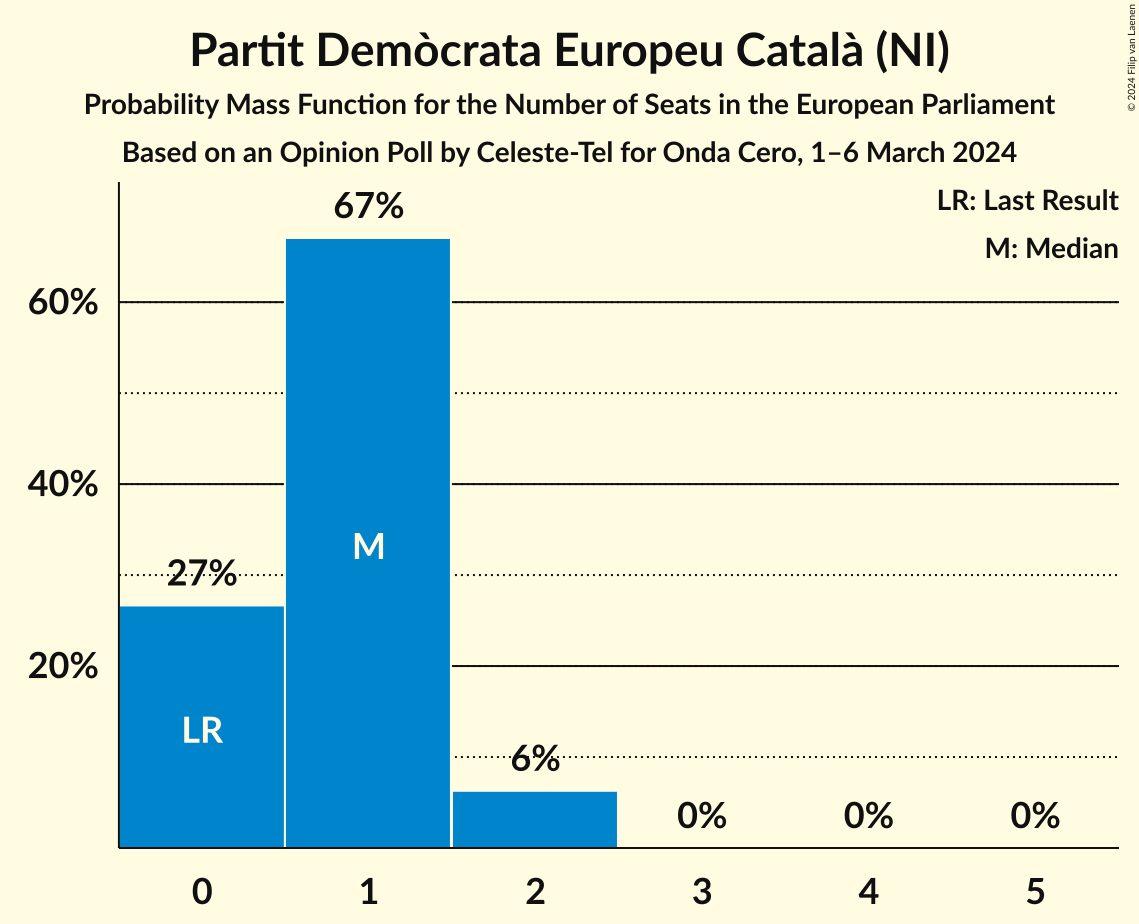 Partit Demòcrata Europeu Català (NI)
Probability Mass Function for the Number of Seats in the European Parliament
Based on an Opinion Poll by Celeste-Tel for Onda Cero, 1–6 March 2024
© 2024 Filip van Laenen
LR: Last Result
M: Median
67%
60%
40%
M
27%
20%
LR
6%
0% 0% 0%
0 1 2 3 4 5